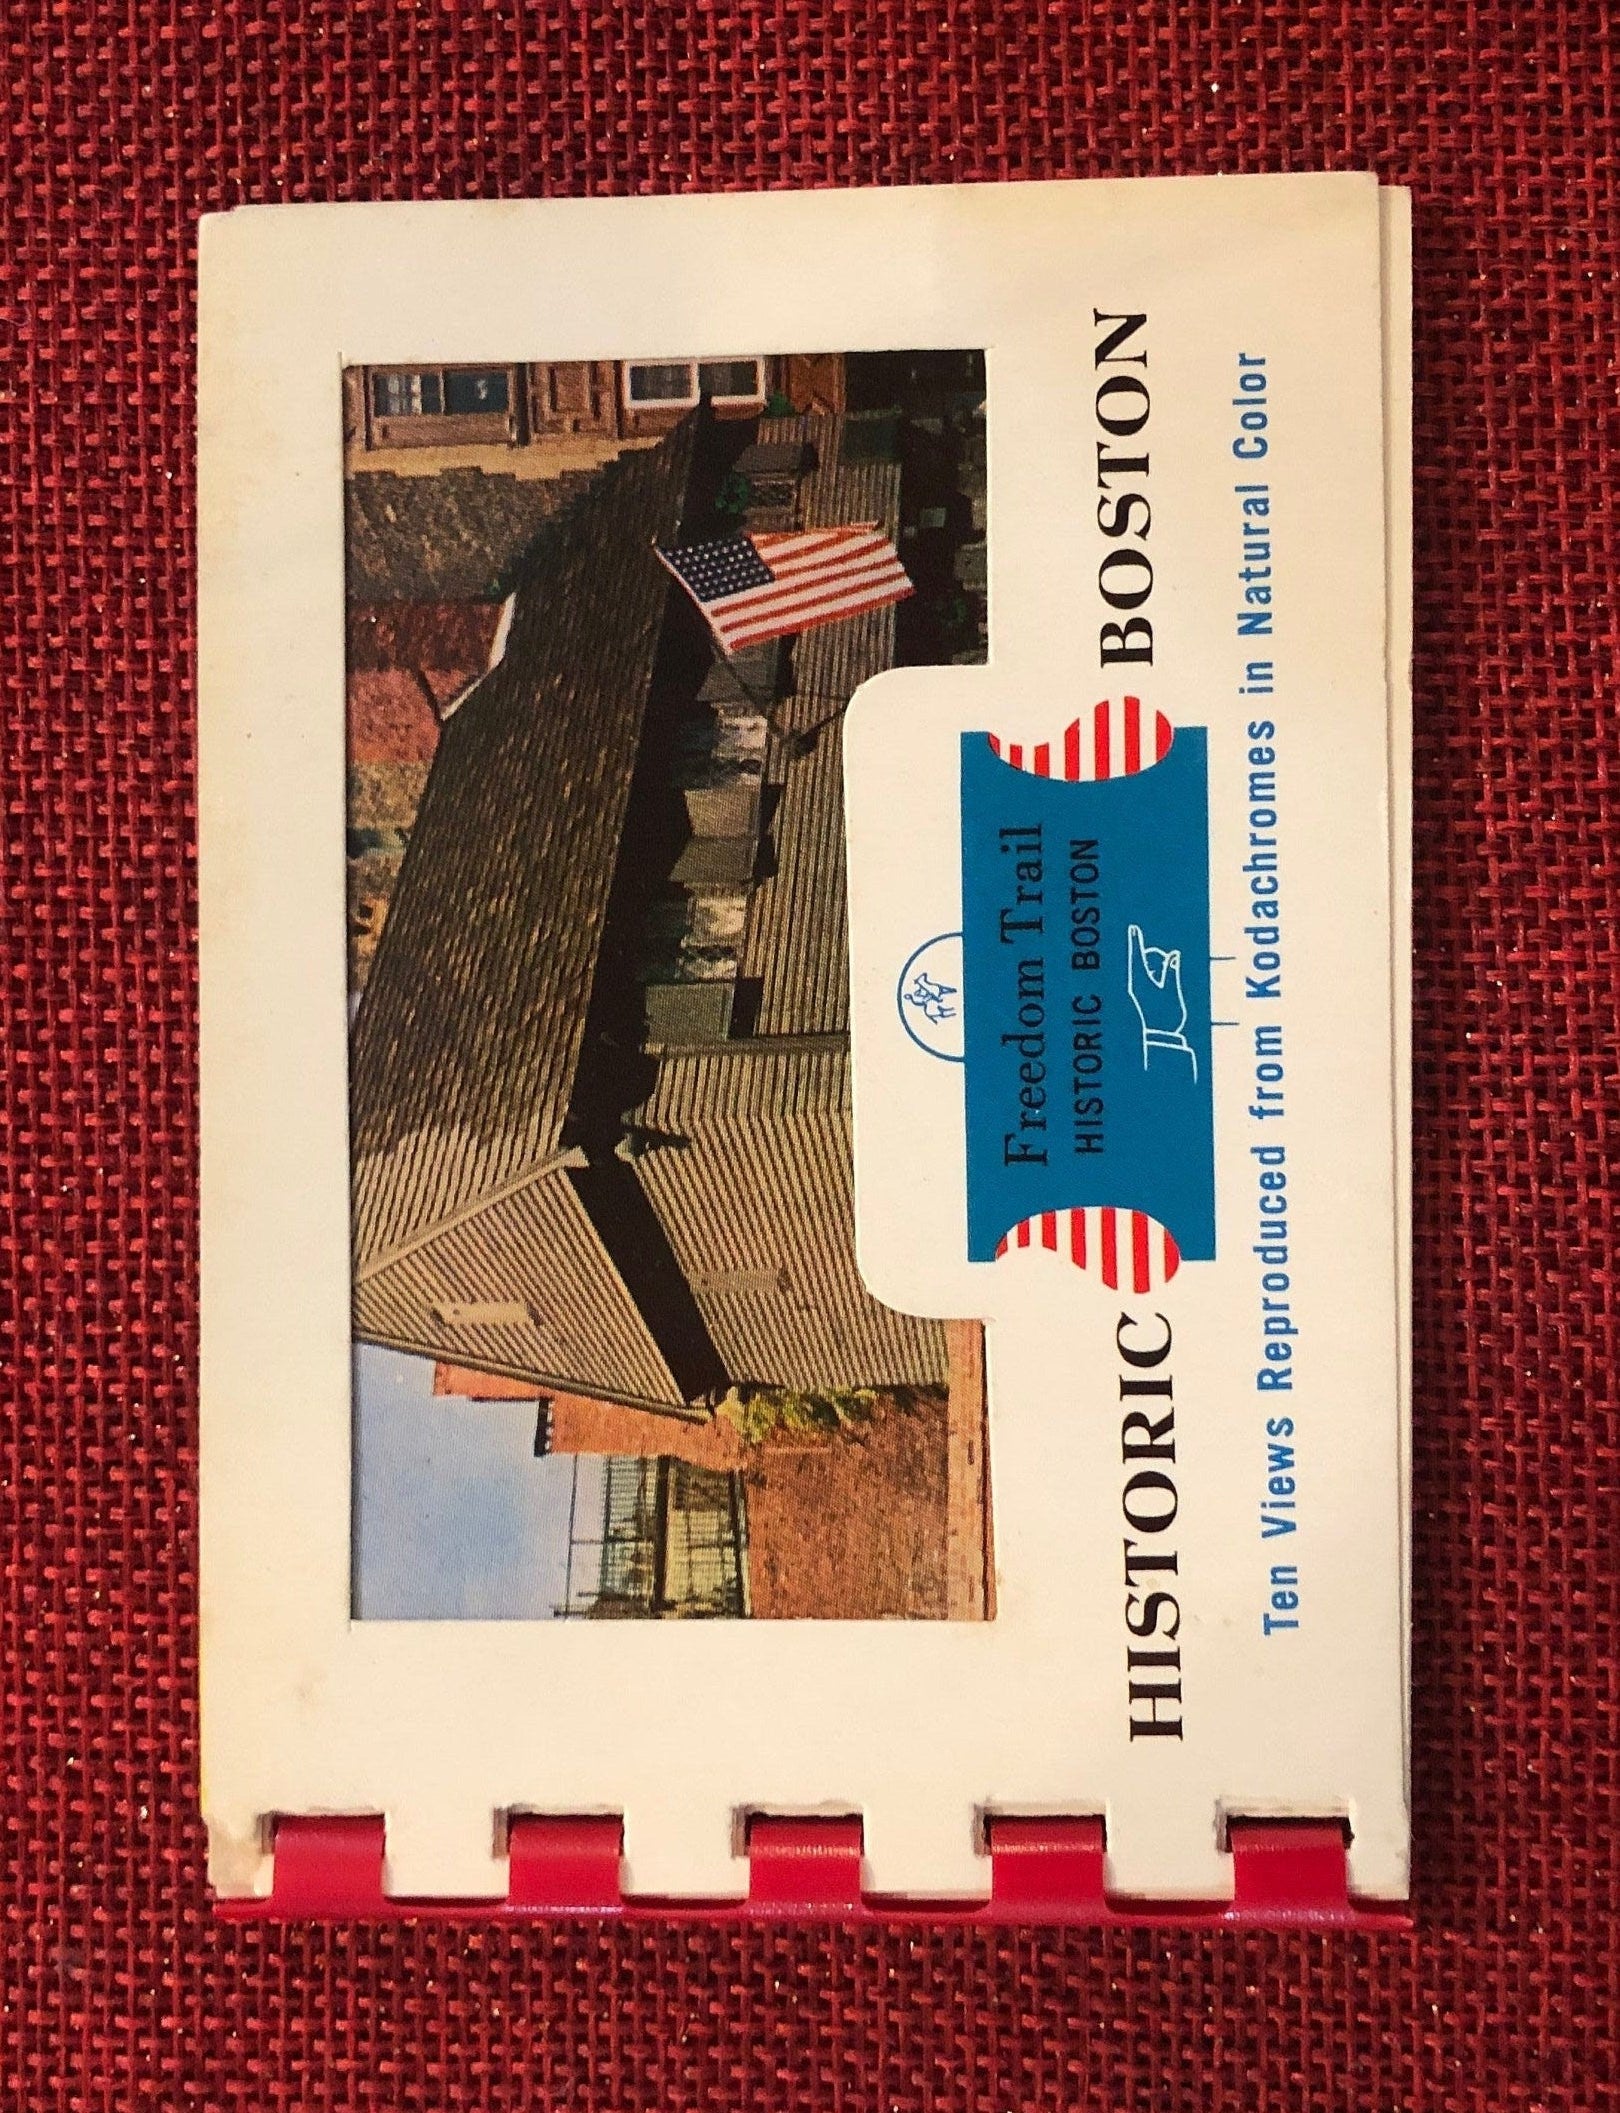 Freedom Trail
HISTORIC BOSTON
HISTORIC BOSTON
Ten Views Reproduced from Kodachromes in Natural Color